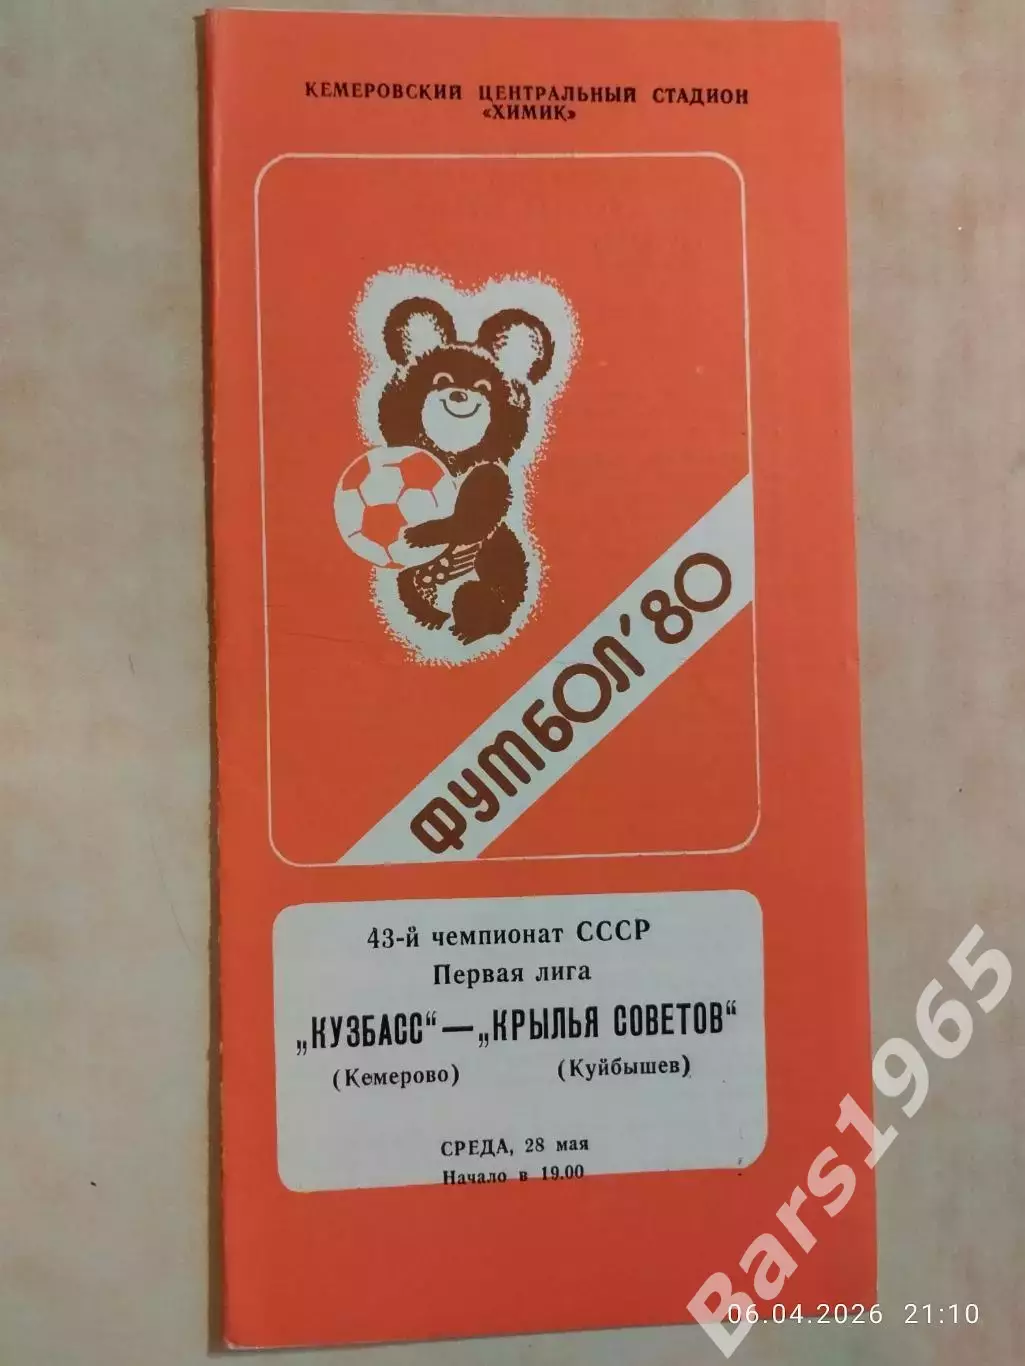 КЕМЕРОВСКИЙ ЦЕНТРАЛЬНЫЙ СТАДИОН
«ХИМИК»
ФУТБОЛ'80
43-й чемпионат СССР
Первая лига
„КУЗБАСС“ — „КРЫЛЬЯ СОВЕТОВ“
(Кемерово) (Куйбышев)
СРЕДА, 28 мая
Начало в 19.00
Bars1965
06.04.2026 21:10